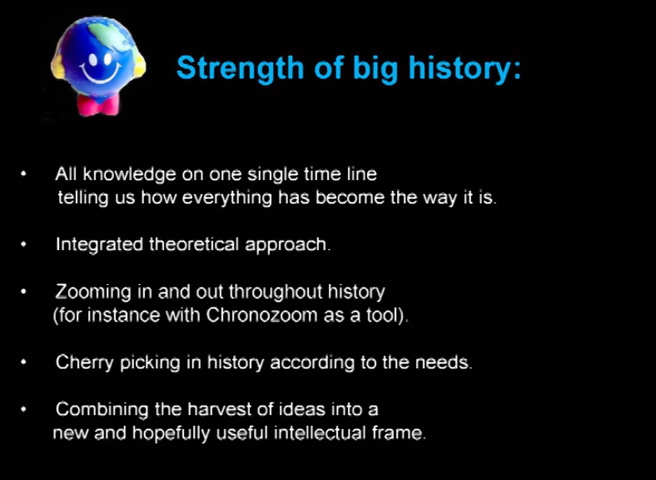 Strength of big history:
• All knowledge on one single time line
telling us how everything has become the way it is.
• Integrated theoretical approach.
• Zooming in and out throughout history
(for instance with Chronozoom as a tool).
• Cherry picking in history according to the needs.
• Combining the harvest of ideas into a
new and hopefully useful intellectual frame.